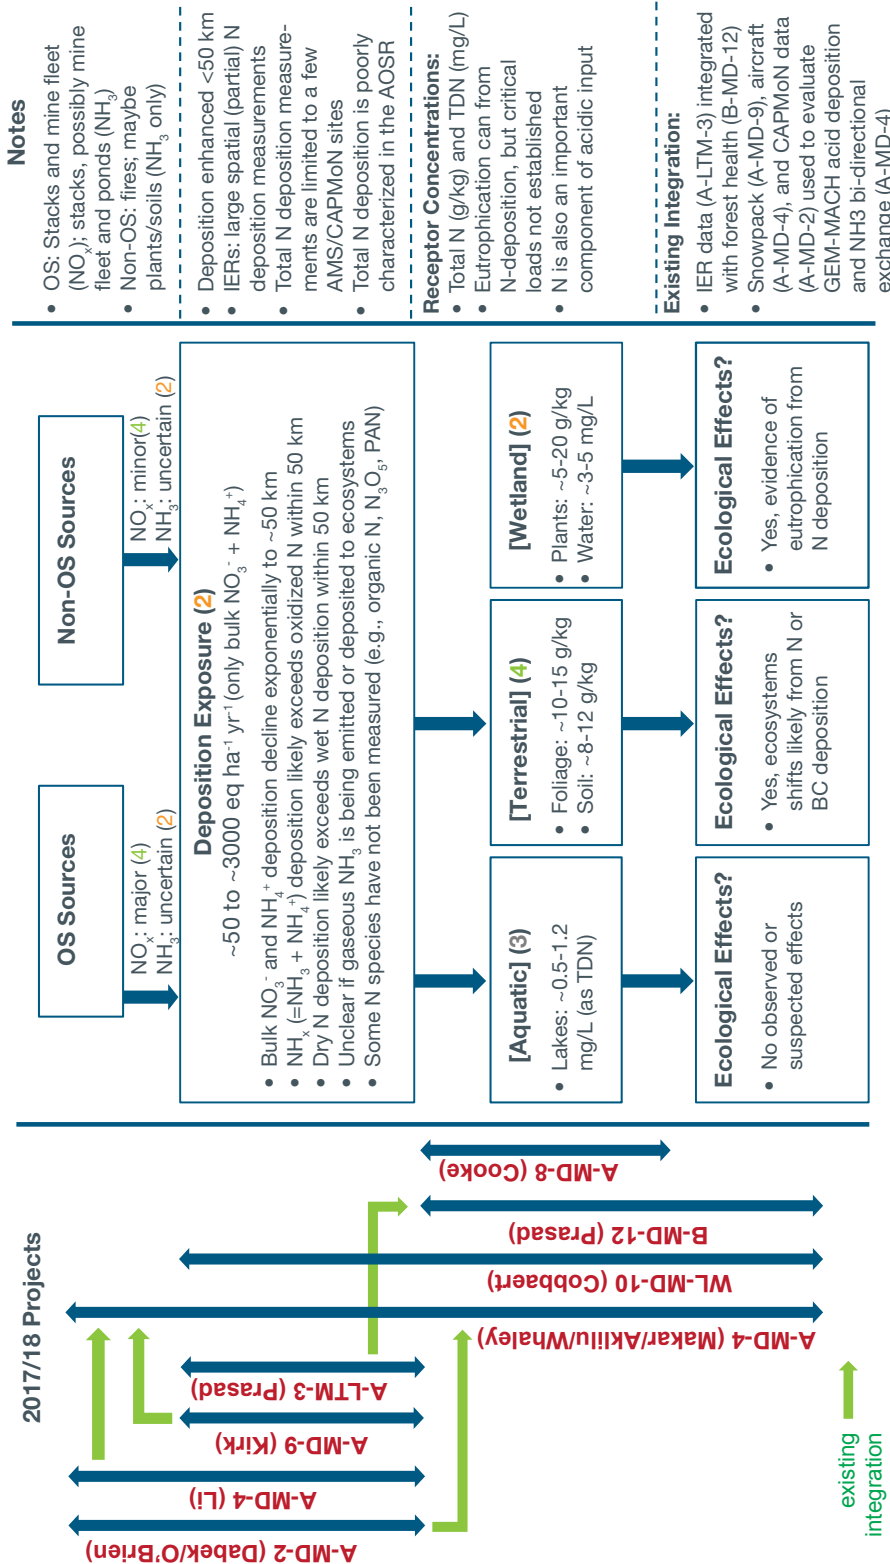 2017/18 Projects
A-MD-2 (Dabek/O'Brien)
A-MD-4 (Li)
A-MD-9 (Kirk)
A-LTM-3 (Prasad)
A-MD-4 (Makar/Akilu/Whaley)
WL-MD-10 (Cobbaert)
B-MD-12 (Prasad)
A-MD-8 (Cooke)
existing
integration
OS Sources
Non-OS Sources
NOx: major (4)
NH3: uncertain (2)
NOx: minor(4)
NH3: uncertain (2)
Deposition Exposure (2)
~50 to ~3000 eq ha-1 yr-1 (only bulk NO3- + NH4+)
• Bulk NO3- and NH4+ deposition decline exponentially to ~50 km
• NHx (=NH3 + NH4+) deposition likely exceeds oxidized N within 50 km
• Dry N deposition likely exceeds wet N deposition within 50 km
• Unclear if gaseous NH3 is being emitted or deposited to ecosystems
• Some N species have not been measured (e.g., organic N, N3O5, PAN)
[Aquatic] (3)
• Lakes: ~0.5-1.2
mg/L (as TDN)
[Terrestrial] (4)
• Foliage: ~10-15 g/kg
• Soil: ~8-12 g/kg
[Wetland] (2)
• Plants: ~5-20 g/kg
• Water: ~3-5 mg/L
Ecological Effects?
• No observed or
suspected effects
Ecological Effects?
• Yes, ecosystems
shifts likely from N or
BC deposition
Ecological Effects?
• Yes, evidence of
eutrophication from
N deposition
Notes
• OS: Stacks and mine fleet
(NOx); stacks, possibly mine
fleet and ponds (NH3)
• Non-OS: fires; maybe
plants/soils (NH3 only)
• Deposition enhanced <50 km
• IERs: large spatial (partial) N
deposition measurements
• Total N deposition measure-
ments are limited to a few
AMS/CAPMoN sites
• Total N deposition is poorly
characterized in the AOSR
Receptor Concentrations:
• Total N (g/kg) and TDN (mg/L)
• Eutrophication can from
N-deposition, but critical
loads not established
• N is also an important
component of acidic input
Existing Integration:
• IER data (A-LTM-3) integrated
with forest health (B-MD-12)
• Snowpack (A-MD-9), aircraft
(A-MD-4), and CAPMoN data
(A-MD-2) used to evaluate
GEM-MACH acid deposition
and NH3 bi-directional
exchange (A-MD-4)